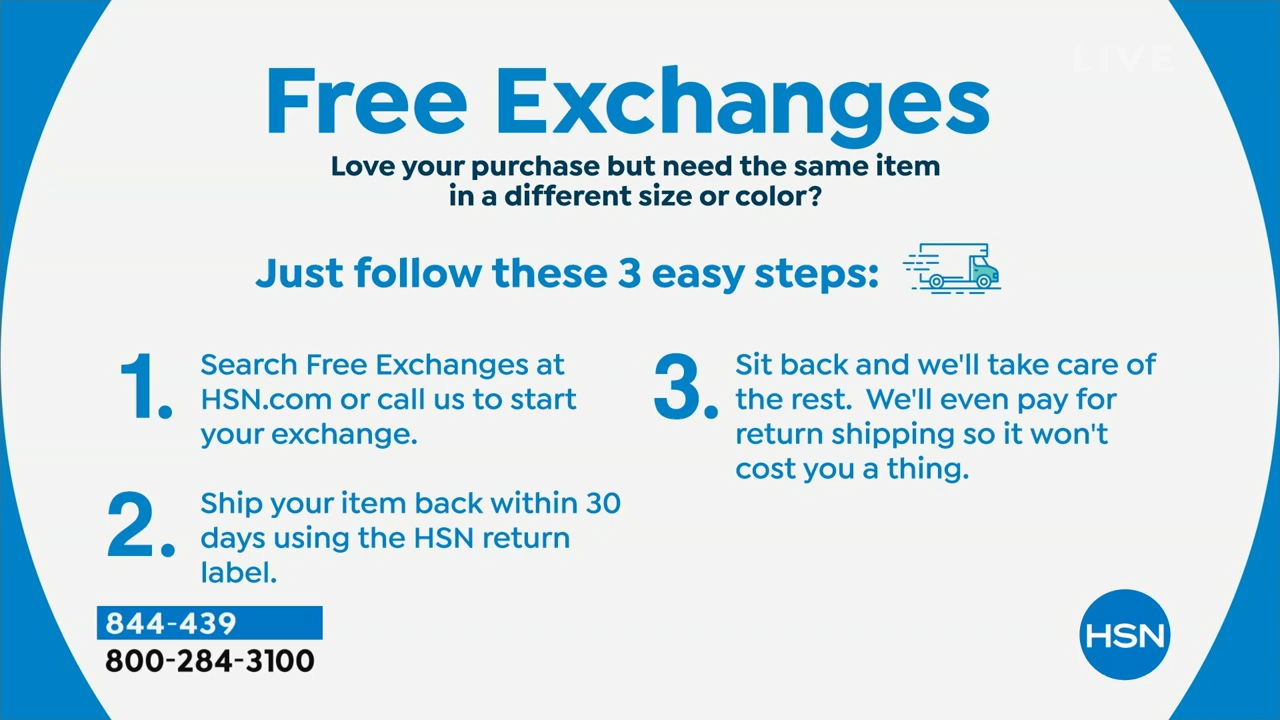 LIVE
Free Exchanges
Love your purchase but need the same item
in a different size or color?
Just follow these 3 easy steps:
1. Search Free Exchanges at
HSN.com or call us to start
your exchange.
2. Ship your item back within 30
days using the HSN return
label.
3. Sit back and we'll take care of
the rest. We'll even pay for
return shipping so it won't
cost you a thing.
844-439
800-284-3100
HSN